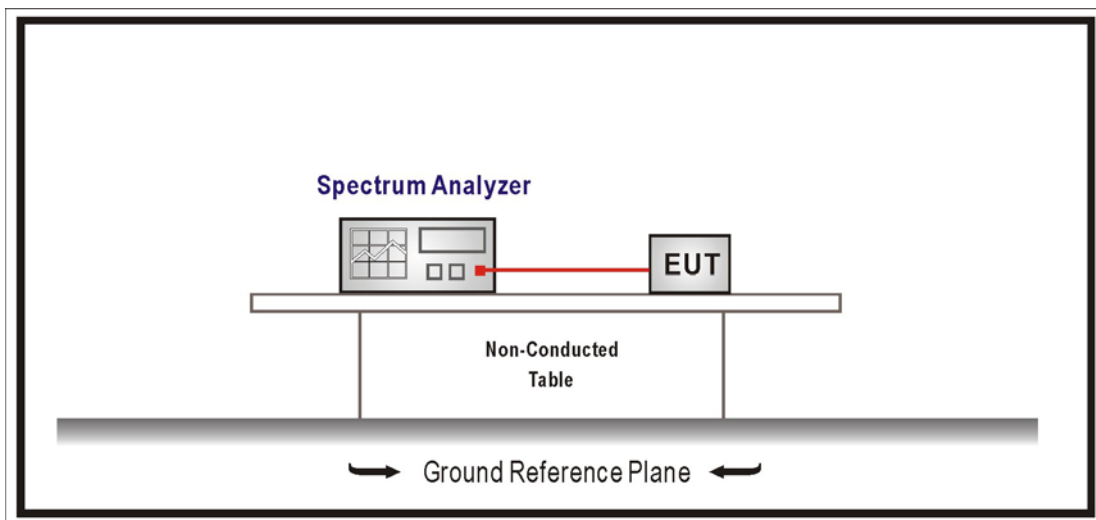 Spectrum Analyzer
EUT
Non-Conducted
Table
Ground Reference Plane